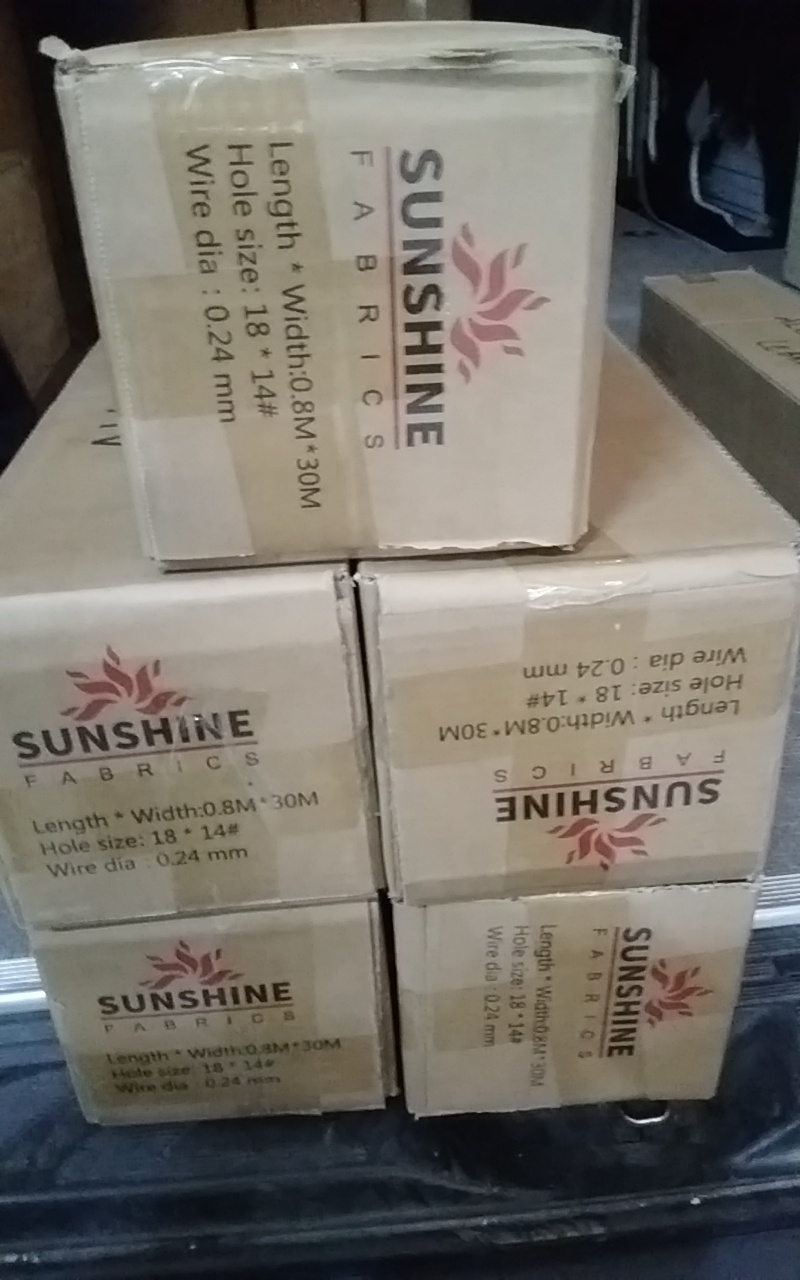 SUNSHINE
FABRICS
Length * Width:0.8M*30M
Hole size: 18 * 14#
Wire dia : 0.24 mm
SUNSHINE
FABRICS
Length * Width:0.8M*30M
Hole size: 18 * 14#
Wire dia : 0.24 mm
SUNSHINE
FABRICS
Length * Width:0.8M*30M
Hole size: 18 * 14#
Wire dia : 0.24 mm
SUNSHINE
FABRICS
Length * Width:0.8M*30M
Hole size: 18 * 14#
Wire dia : 0.24 mm
SUNSHINE
FABRICS
Length * Width:0.8M*30M
Hole size: 18 * 14#
Wire dia : 0.24 mm